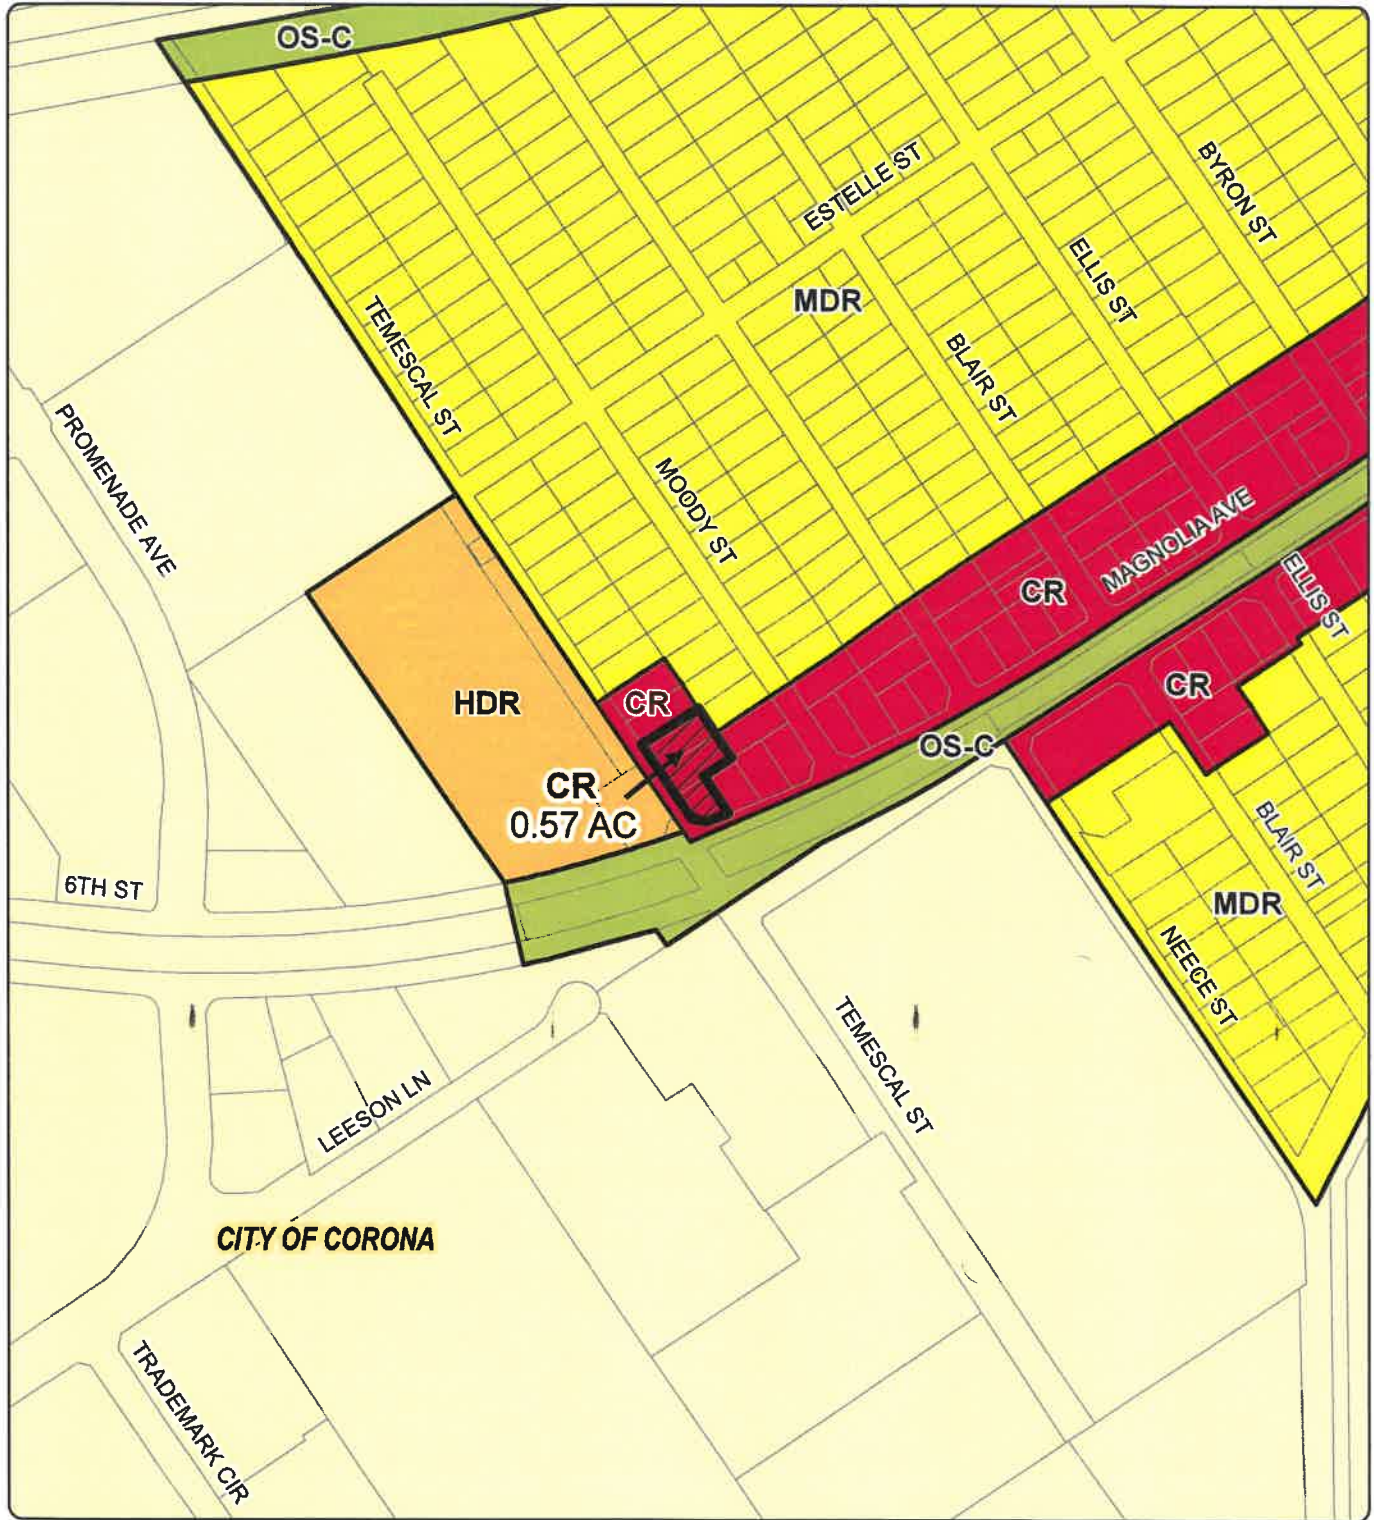 OS-C
BYRON ST
ESTELLE ST
ELLIS ST
MDR
TEMESCAL ST
BLAIR ST
PROMENADE AVE
MOODY ST
MAGNOLIA AVE
CR
ELLIS ST
HDR
CR
CR
OS-C
CR
0.57 AC
BLAIR ST
6TH ST
MDR
NEECE ST
TEMESCAL ST
LEESON LN
CITY OF CORONA
TRADEMARK CIR